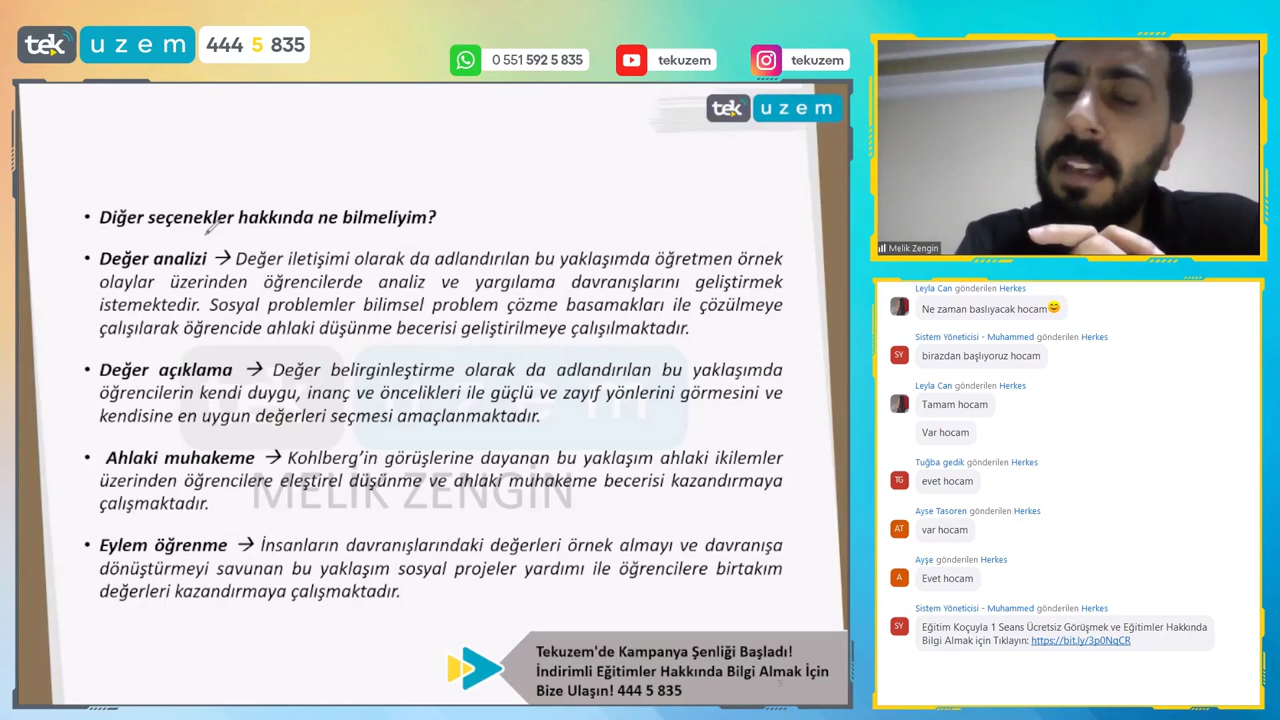 tek uzem 444 5 835
0 551 592 5 835
tekuzem
tekuzem
tek uzem
• Diğer seçenekler hakkında ne bilmeliyim?
• Değer analizi → Değer iletişimi olarak da adlandırılan bu yaklaşımda öğretmen örnek
olaylar üzerinden öğrencilerde analiz ve yargılama davranışlarını geliştirmek
istemektedir. Sosyal problemler bilimsel problem çözme basamakları ile çözülmeye
çalışılarak öğrencide ahlaki düşünme becerisi geliştirilmeye çalışılmaktadır.
• Değer açıklama → Değer belirginleştirme olarak da adlandırılan bu yaklaşımda
öğrencilerin kendi duygu, inanç ve öncelikleri ile güçlü ve zayıf yönlerini görmesini ve
kendisine en uygun değerleri seçmesi amaçlanmaktadır.
• Ahlaki muhakeme → Kohlberg'in görüşlerine dayanan bu yaklaşım ahlaki ikilemler
üzerinden öğrencilere eleştirel düşünme ve ahlaki muhakeme becerisi kazandırmaya
çalışmaktadır.
MELİK ZENGİN
• Eylem öğrenme → İnsanların davranışlarındaki değerleri örnek almayı ve davranışa
dönüştürmeyi savunan bu yaklaşım sosyal projeler yardımı ile öğrencilere birtakım
değerleri kazandırmaya çalışmaktadır.
Tekuzem'de Kampanya Şenliği Başladı!
İndirimli Eğitimler Hakkında Bilgi Almak İçin
Bize Ulaşın! 444 5 835
5
Melik Zengin
Leyla Can gönderilen Herkes
Ne zaman baslıyacak hocam😊
Sistem Yöneticisi - Muhammed gönderilen Herkes
SY
birazdan başlıyoruz hocam
Leyla Can gönderilen Herkes
Tamam hocam
Var hocam
Tuğba gedik gönderilen Herkes
TG
evet hocam
Ayse Tasoren gönderilen Herkes
AT
var hocam
Ayşe gönderilen Herkes
A
Evet hocam
Sistem Yöneticisi - Muhammed gönderilen Herkes
SY
Eğitim Koçuyla 1 Seans Ücretsiz Görüşmek ve Eğitimler Hakkında
Bilgi Almak için Tıklayın: https://bit.ly/3p0NqCR